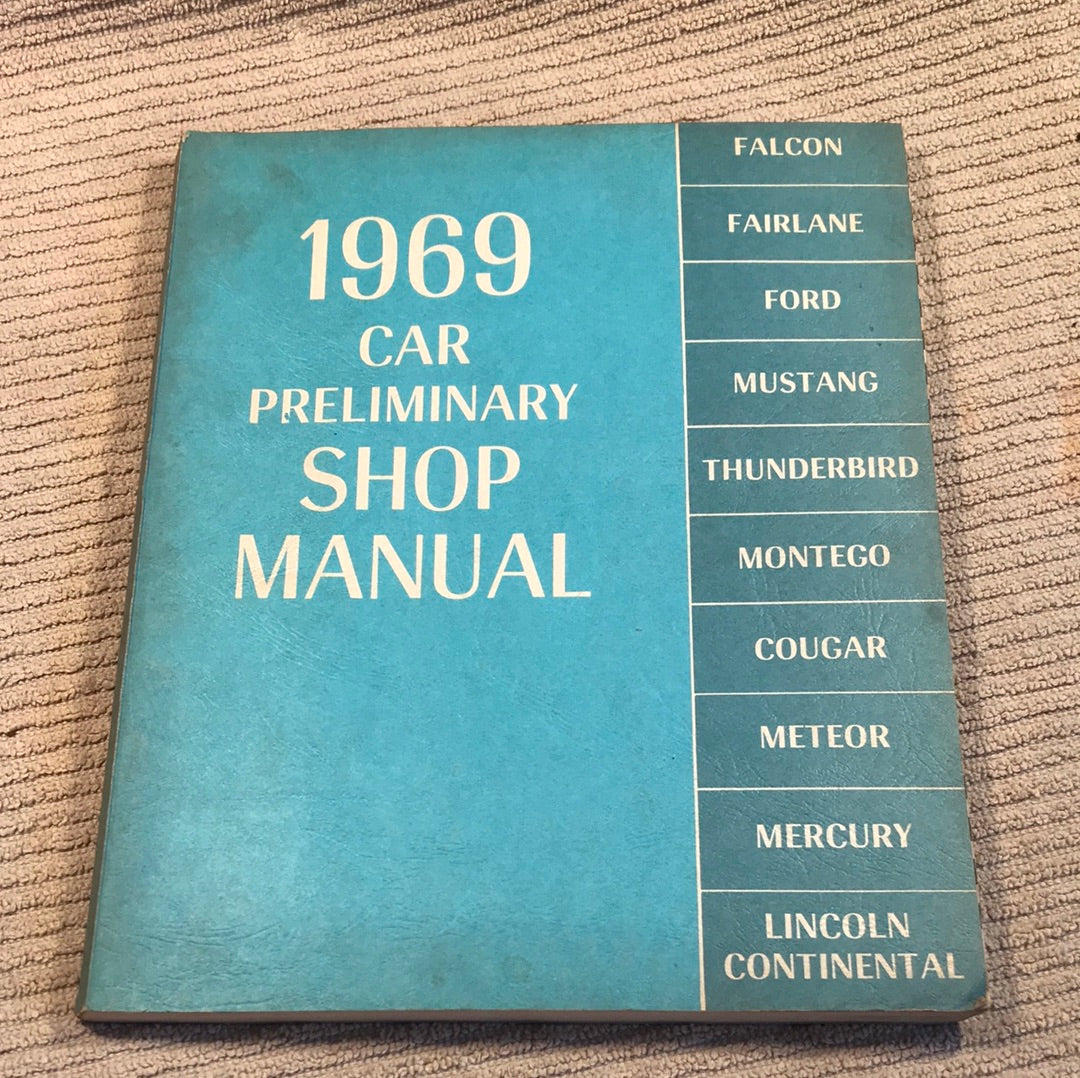 1969
CAR
PRELIMINARY
SHOP
MANUAL
FALCON
FAIRLANE
FORD
MUSTANG
THUNDERBIRD
MONTEGO
COUGAR
METEOR
MERCURY
LINCOLN
CONTINENTAL